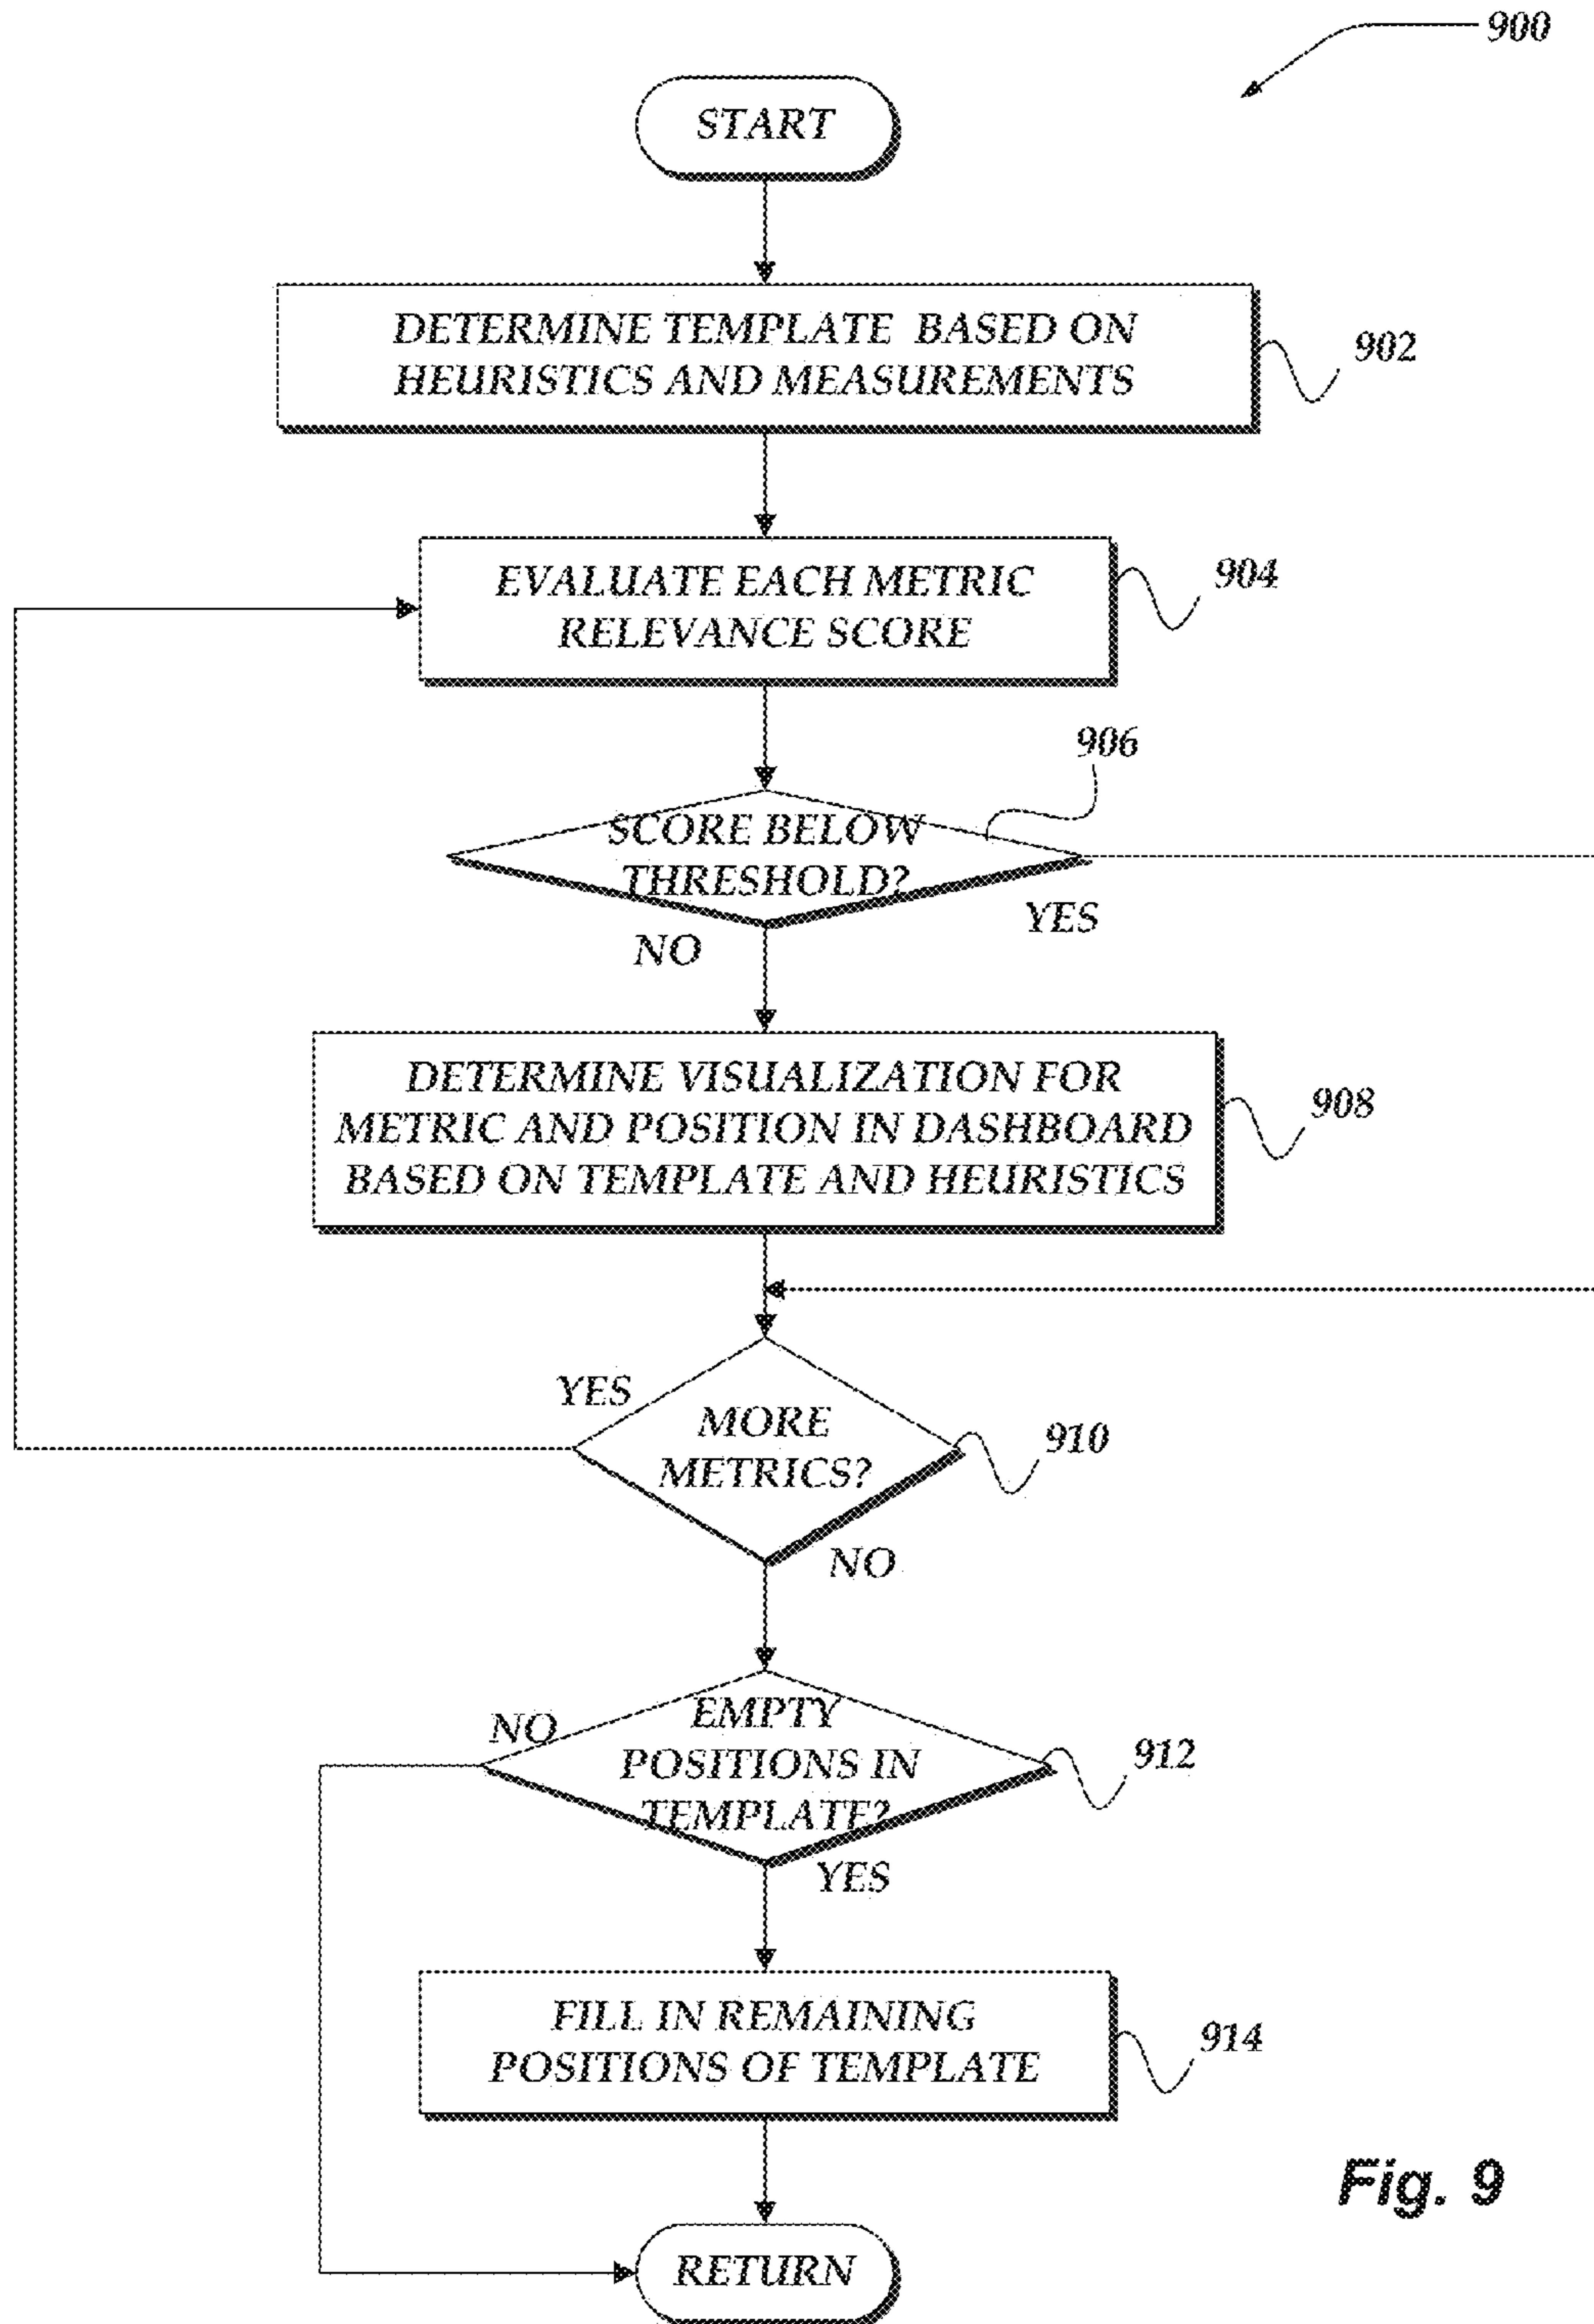 900
START
DETERMINE TEMPLATE BASED ON
HEURISTICS AND MEASUREMENTS
902
EVALUATE EACH METRIC
RELEVANCE SCORE
904
906
SCORE BELOW
THRESHOLD?
YES
NO
DETERMINE VISUALIZATION FOR
METRIC AND POSITION IN DASHBOARD
BASED ON TEMPLATE AND HEURISTICS
908
YES
MORE
METRICS?
910
NO
NO
EMPTY
POSITIONS IN
TEMPLATE?
912
YES
FILL IN REMAINING
POSITIONS OF TEMPLATE
914
Fig. 9
RETURN